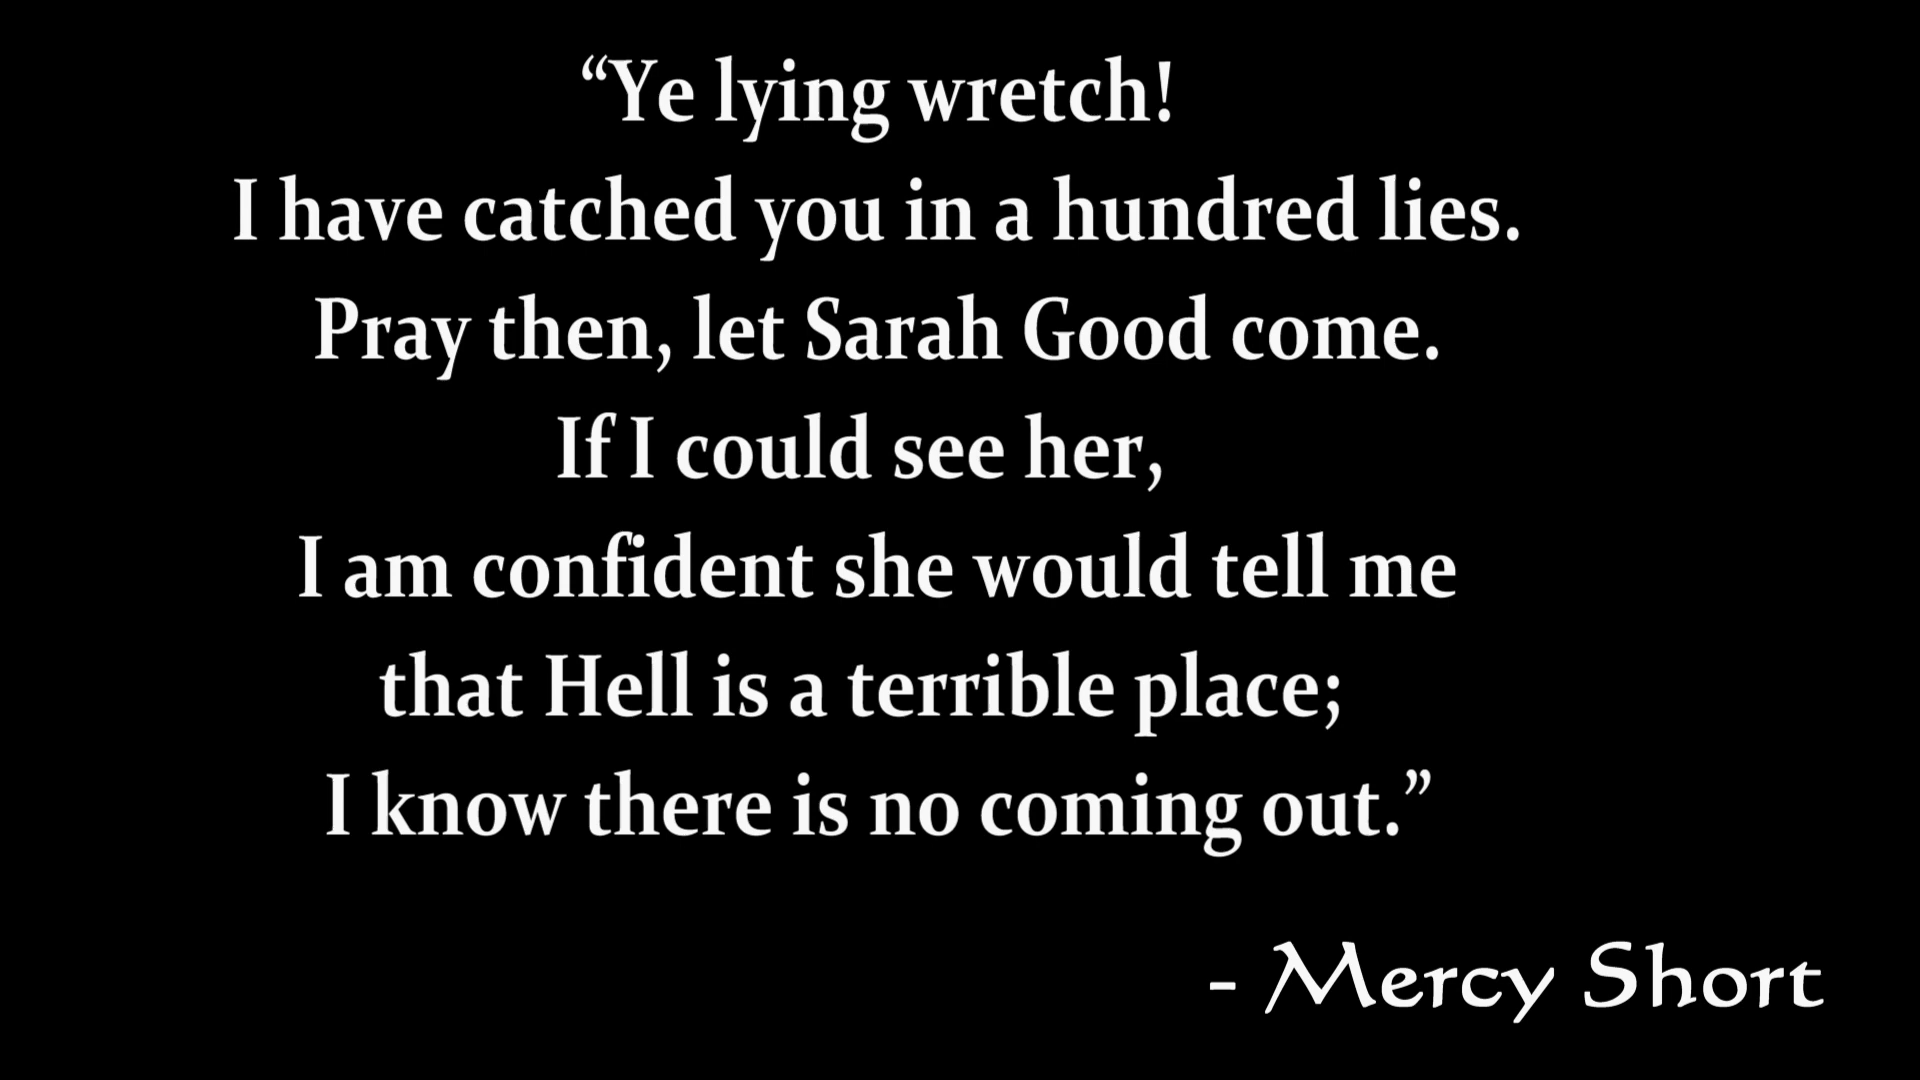 “Ye lying wretch!
I have catched you in a hundred lies.
Pray then, let Sarah Good come.
If I could see her,
I am confident she would tell me
that Hell is a terrible place;
I know there is no coming out.”
- Mercy Short